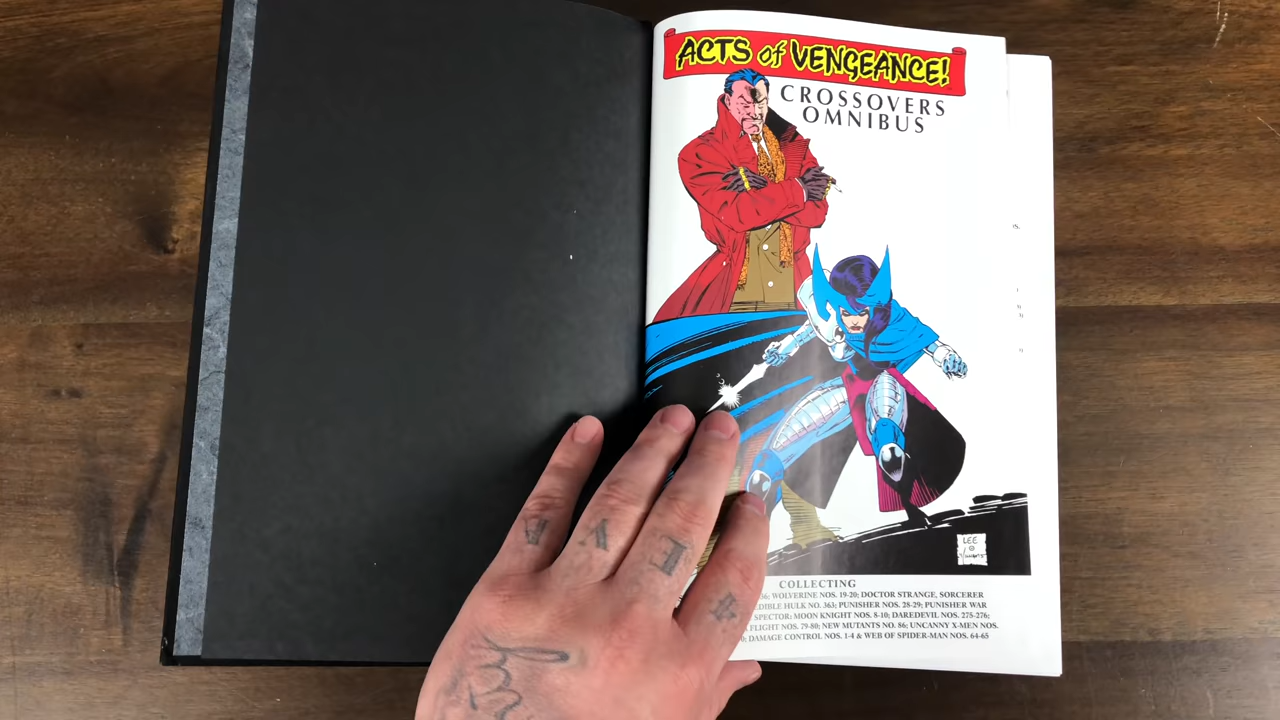 ACTS of VENGEANCE!
CROSSOVERS
OMNIBUS
LEE
COLLECTING
WOLVERINE NOS. 19-20; DOCTOR STRANGE, SORCERER
HULK NO. 363; PUNISHER NOS. 28-29; PUNISHER WAR
SPECTOR: MOON KNIGHT NOS. 8-10; DAREDEVIL NOS. 275-276;
FLIGHT NOS. 79-80; NEW MUTANTS NO. 86; UNCANNY X-MEN NOS.
DAMAGE CONTROL NOS. 1-4 & WEB OF SPIDER-MAN NOS. 64-65